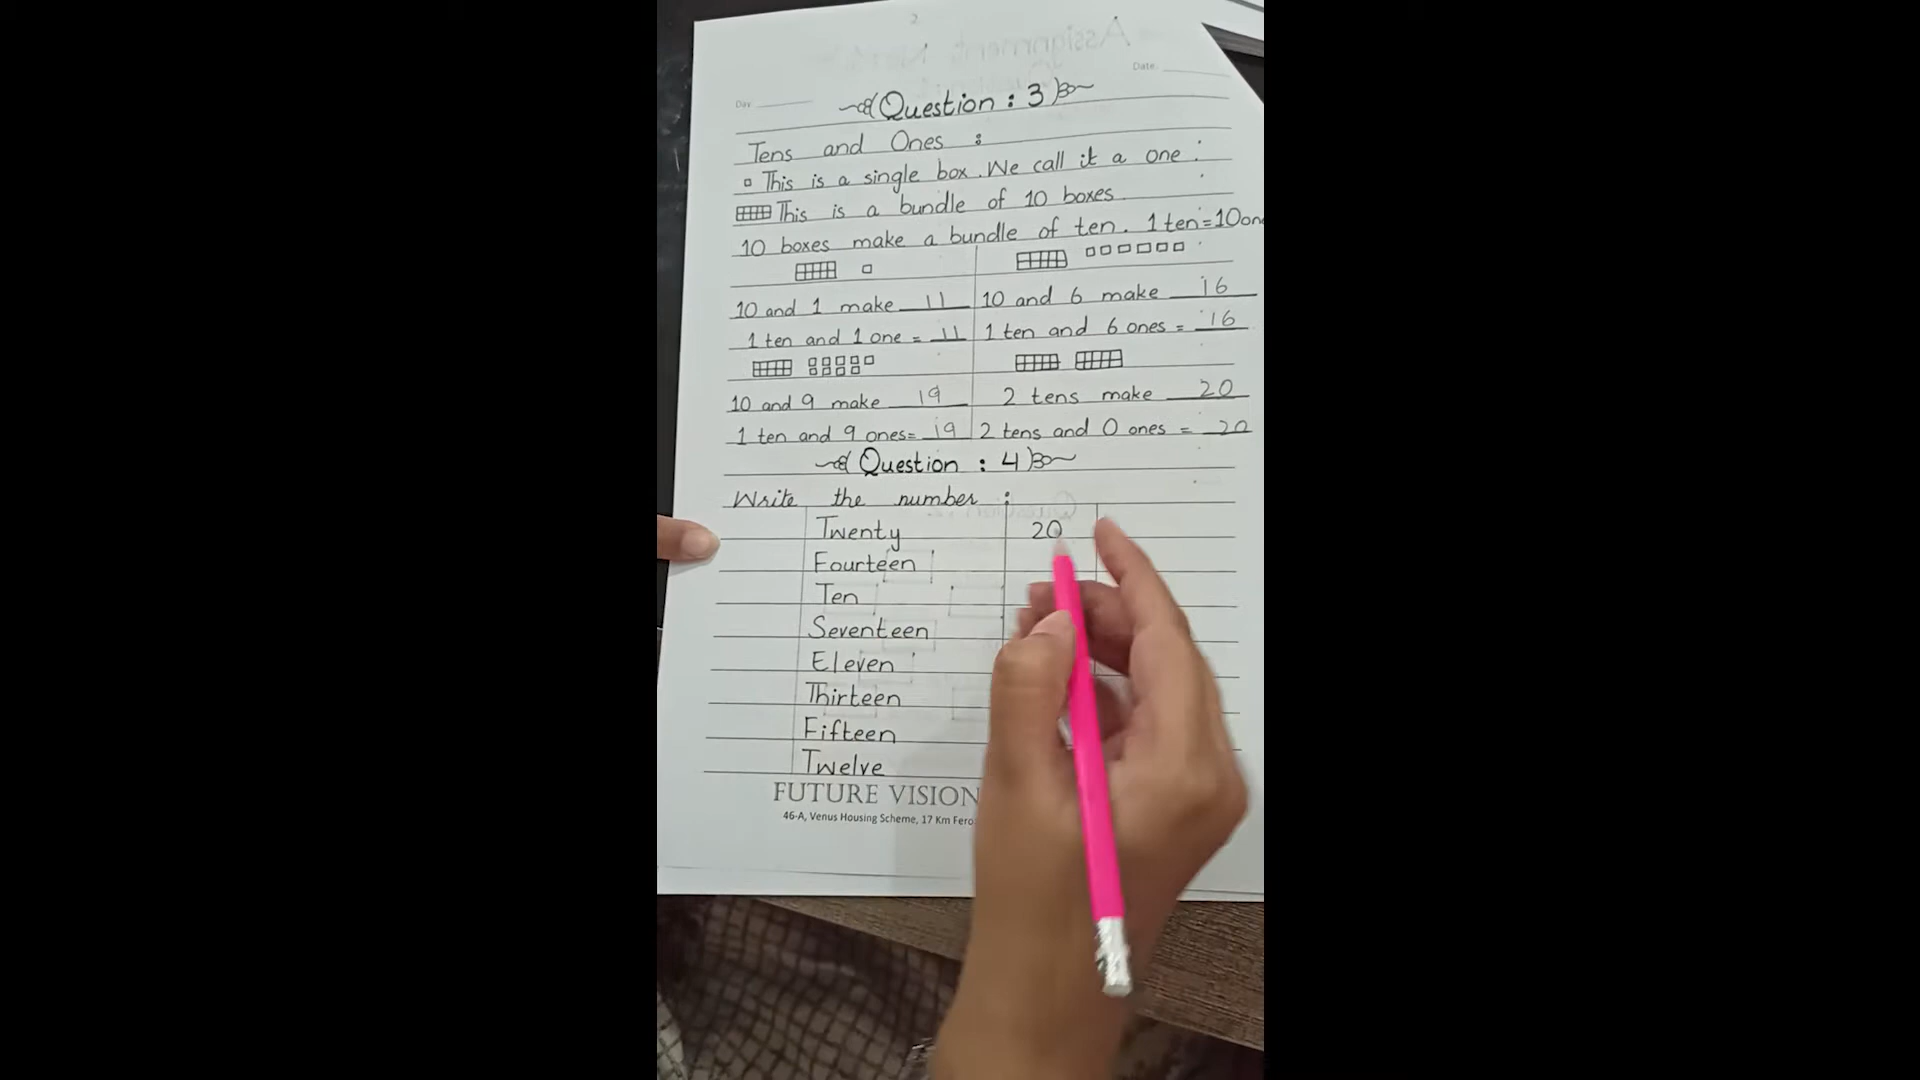 Date.
Day
Question : 3
Tens and Ones :
This is a single box. We call it a one.
This is a bundle of 10 boxes.
10 boxes make a bundle of ten. 1 ten=10on
10 and 1 make 11
10 and 6 make 16
1 ten and 1 one = 11
1 ten and 6 ones = 16
10 and 9 make 19
2 tens make 20
1 ten and 9 ones= 19
2 tens and 0 ones = 20
Question : 4
Write the number :
Twenty 20
Fourteen
Ten
Seventeen
Eleven
Thirteen
Fifteen
Twelve
FUTURE VISION
46-A, Venus Housing Scheme, 17 Km Fero